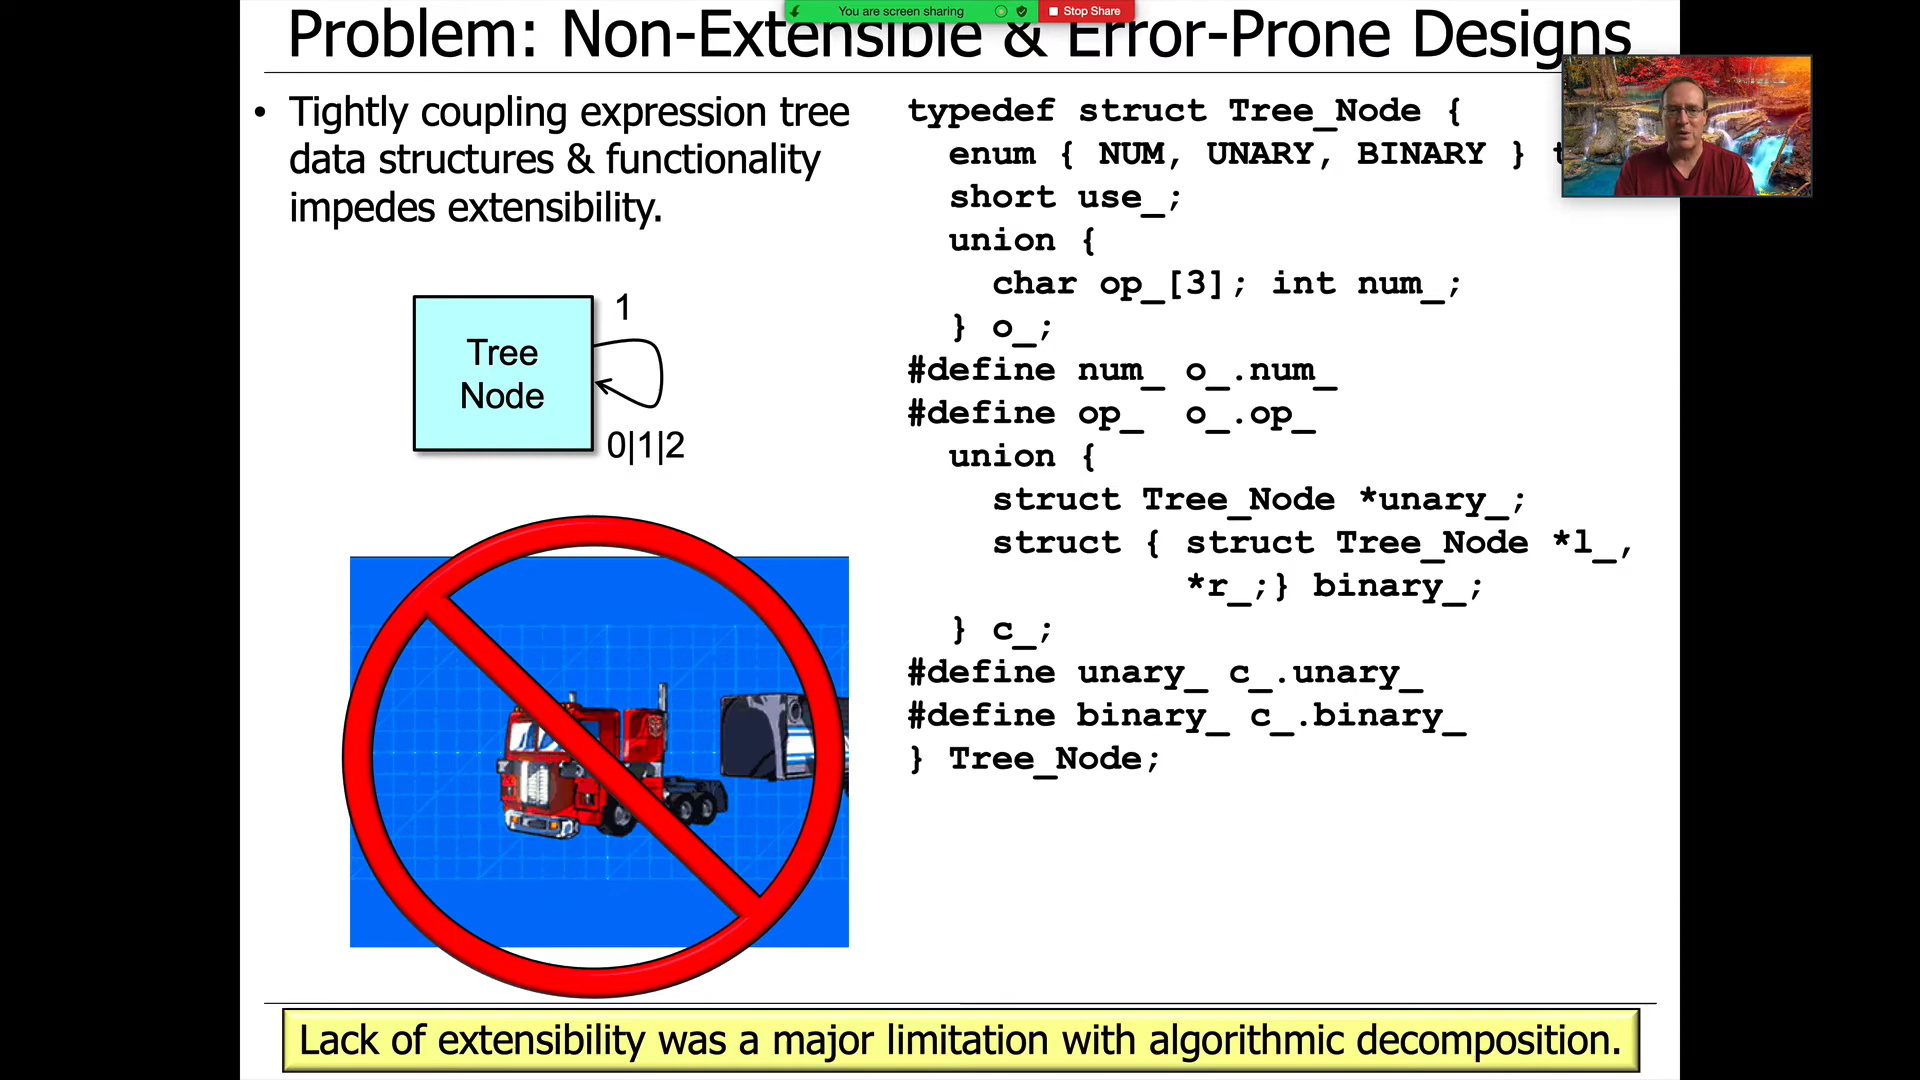 You are screen sharing
Stop Share
Problem: Non-Extensible & Error-Prone Designs
• Tightly coupling expression tree
data structures & functionality
impedes extensibility.
1
Tree
Node
0|1|2
typedef struct Tree_Node {
enum { NUM, UNARY, BINARY }
short use_;
union {
char op_[3]; int num_;
} o_;
#define num_ o_.num_
#define op_ o_.op_
union {
struct Tree_Node *unary_;
struct { struct Tree_Node *l_,
*r_;} binary_;
} c_;
#define unary_ c_.unary_
#define binary_ c_.binary_
} Tree_Node;
Lack of extensibility was a major limitation with algorithmic decomposition.